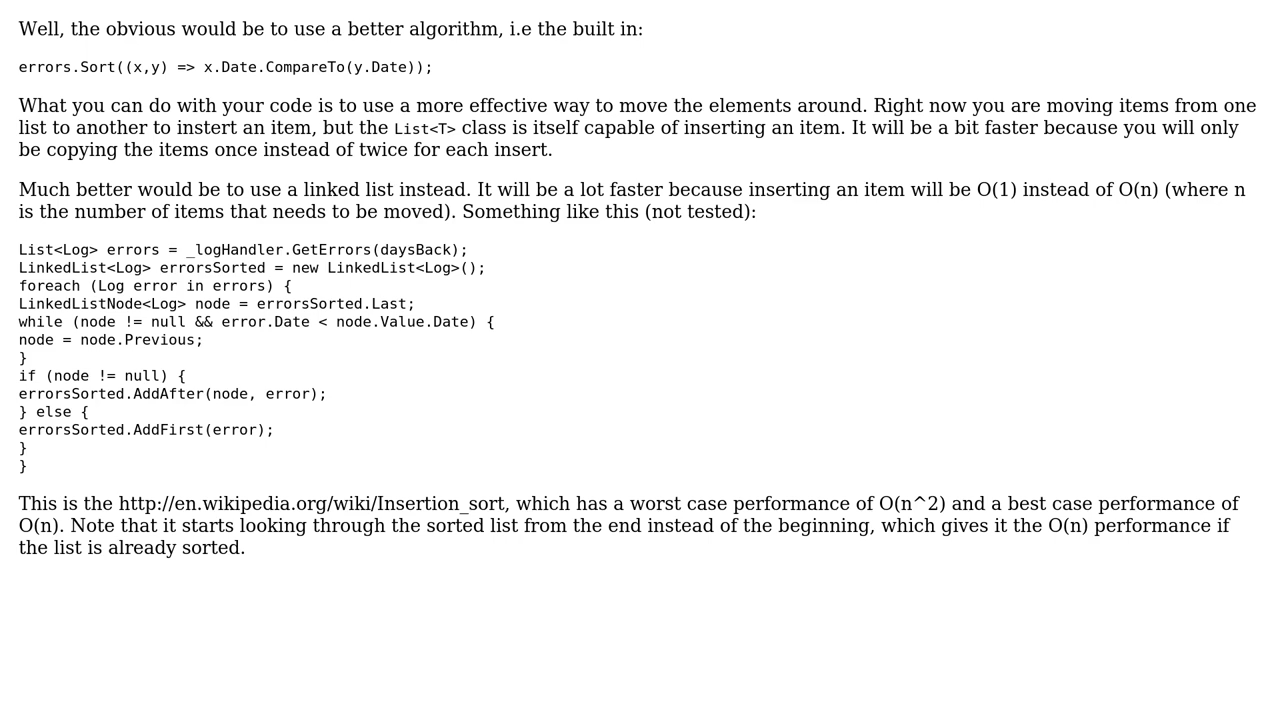 Well, the obvious would be to use a better algorithm, i.e the built in:
errors.Sort((x,y) => x.Date.CompareTo(y.Date));
What you can do with your code is to use a more effective way to move the elements around. Right now you are moving items from one
list to another to instert an item, but the List<T> class is itself capable of inserting an item. It will be a bit faster because you will only
be copying the items once instead of twice for each insert.
Much better would be to use a linked list instead. It will be a lot faster because inserting an item will be O(1) instead of O(n) (where n
is the number of items that needs to be moved). Something like this (not tested):
List<Log> errors = _logHandler.GetErrors(daysBack);
LinkedList<Log> errorsSorted = new LinkedList<Log>();
foreach (Log error in errors) {
LinkedListNode<Log> node = errorsSorted.Last;
while (node != null && error.Date < node.Value.Date) {
node = node.Previous;
}
if (node != null) {
errorsSorted.AddAfter(node, error);
} else {
errorsSorted.AddFirst(error);
}
}
This is the http://en.wikipedia.org/wiki/Insertion_sort, which has a worst case performance of O(n^2) and a best case performance of
O(n). Note that it starts looking through the sorted list from the end instead of the beginning, which gives it the O(n) performance if
the list is already sorted.